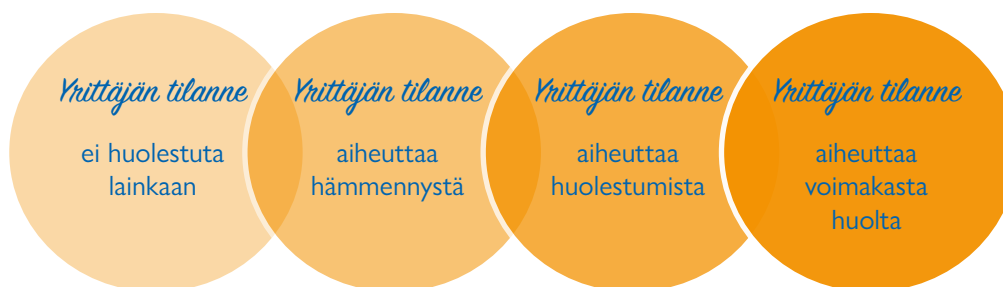 Yrittäjän tilanne
ei huolestuta
lainkaan
Yrittäjän tilanne
aiheuttaa
hämmennystä
Yrittäjän tilanne
aiheuttaa
huolestumista
Yrittäjän tilanne
aiheuttaa
voimakasta
huolta